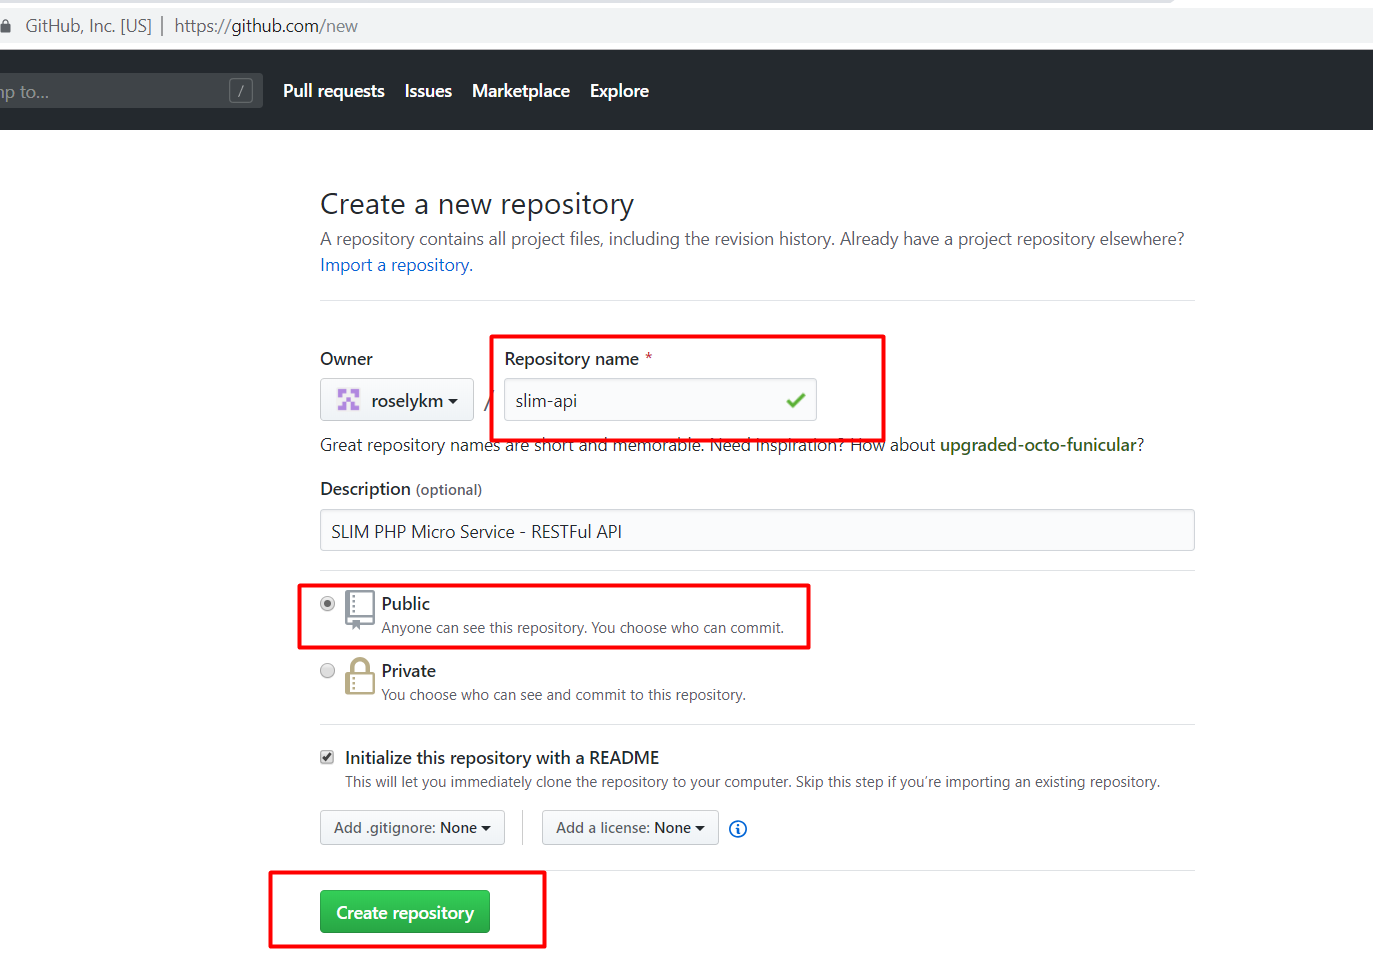 GitHub, Inc. [US] | https://github.com/new
to...
/
Pull requests Issues Marketplace Explore
Create a new repository
A repository contains all project files, including the revision history. Already have a project repository elsewhere?
Import a repository.
Owner
Repository name *
roselykm
/
slim-api
Great repository names are short and memorable. Need inspiration? How about upgraded-octo-funicular?
Description (optional)
SLIM PHP Micro Service - RESTFul API
Public
Anyone can see this repository. You choose who can commit.
Private
You choose who can see and commit to this repository.
Initialize this repository with a README
This will let you immediately clone the repository to your computer. Skip this step if you're importing an existing repository.
Add .gitignore: None
Add a license: None
Create repository